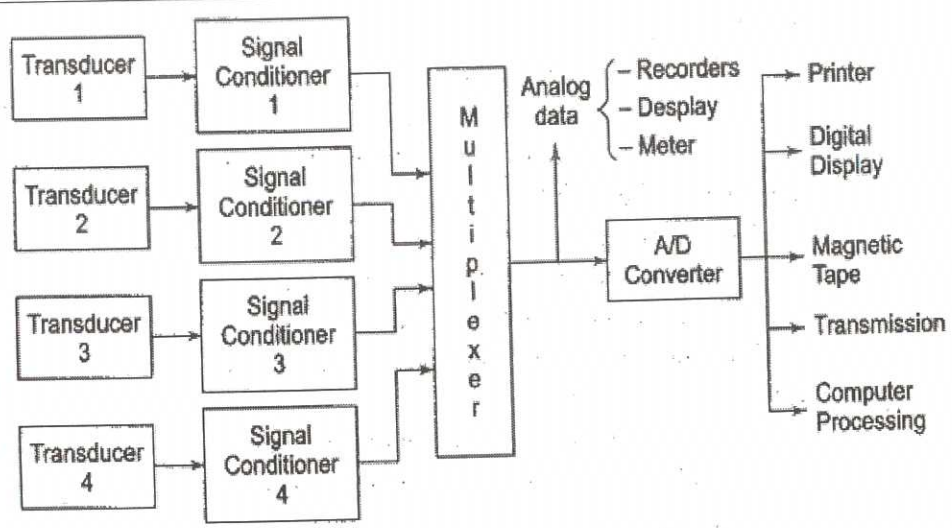 Transducer
1
Signal
Conditioner
1
Transducer
2
Signal
Conditioner
2
Transducer
3
Signal
Conditioner
3
Transducer
4
Signal
Conditioner
4
M
u
l
t
i
p
l
e
x
e
r
Analog
data
– Recorders
– Desplay
– Meter
A/D
Converter
Printer
Digital
Display
Magnetic
Tape
Transmission
Computer
Processing